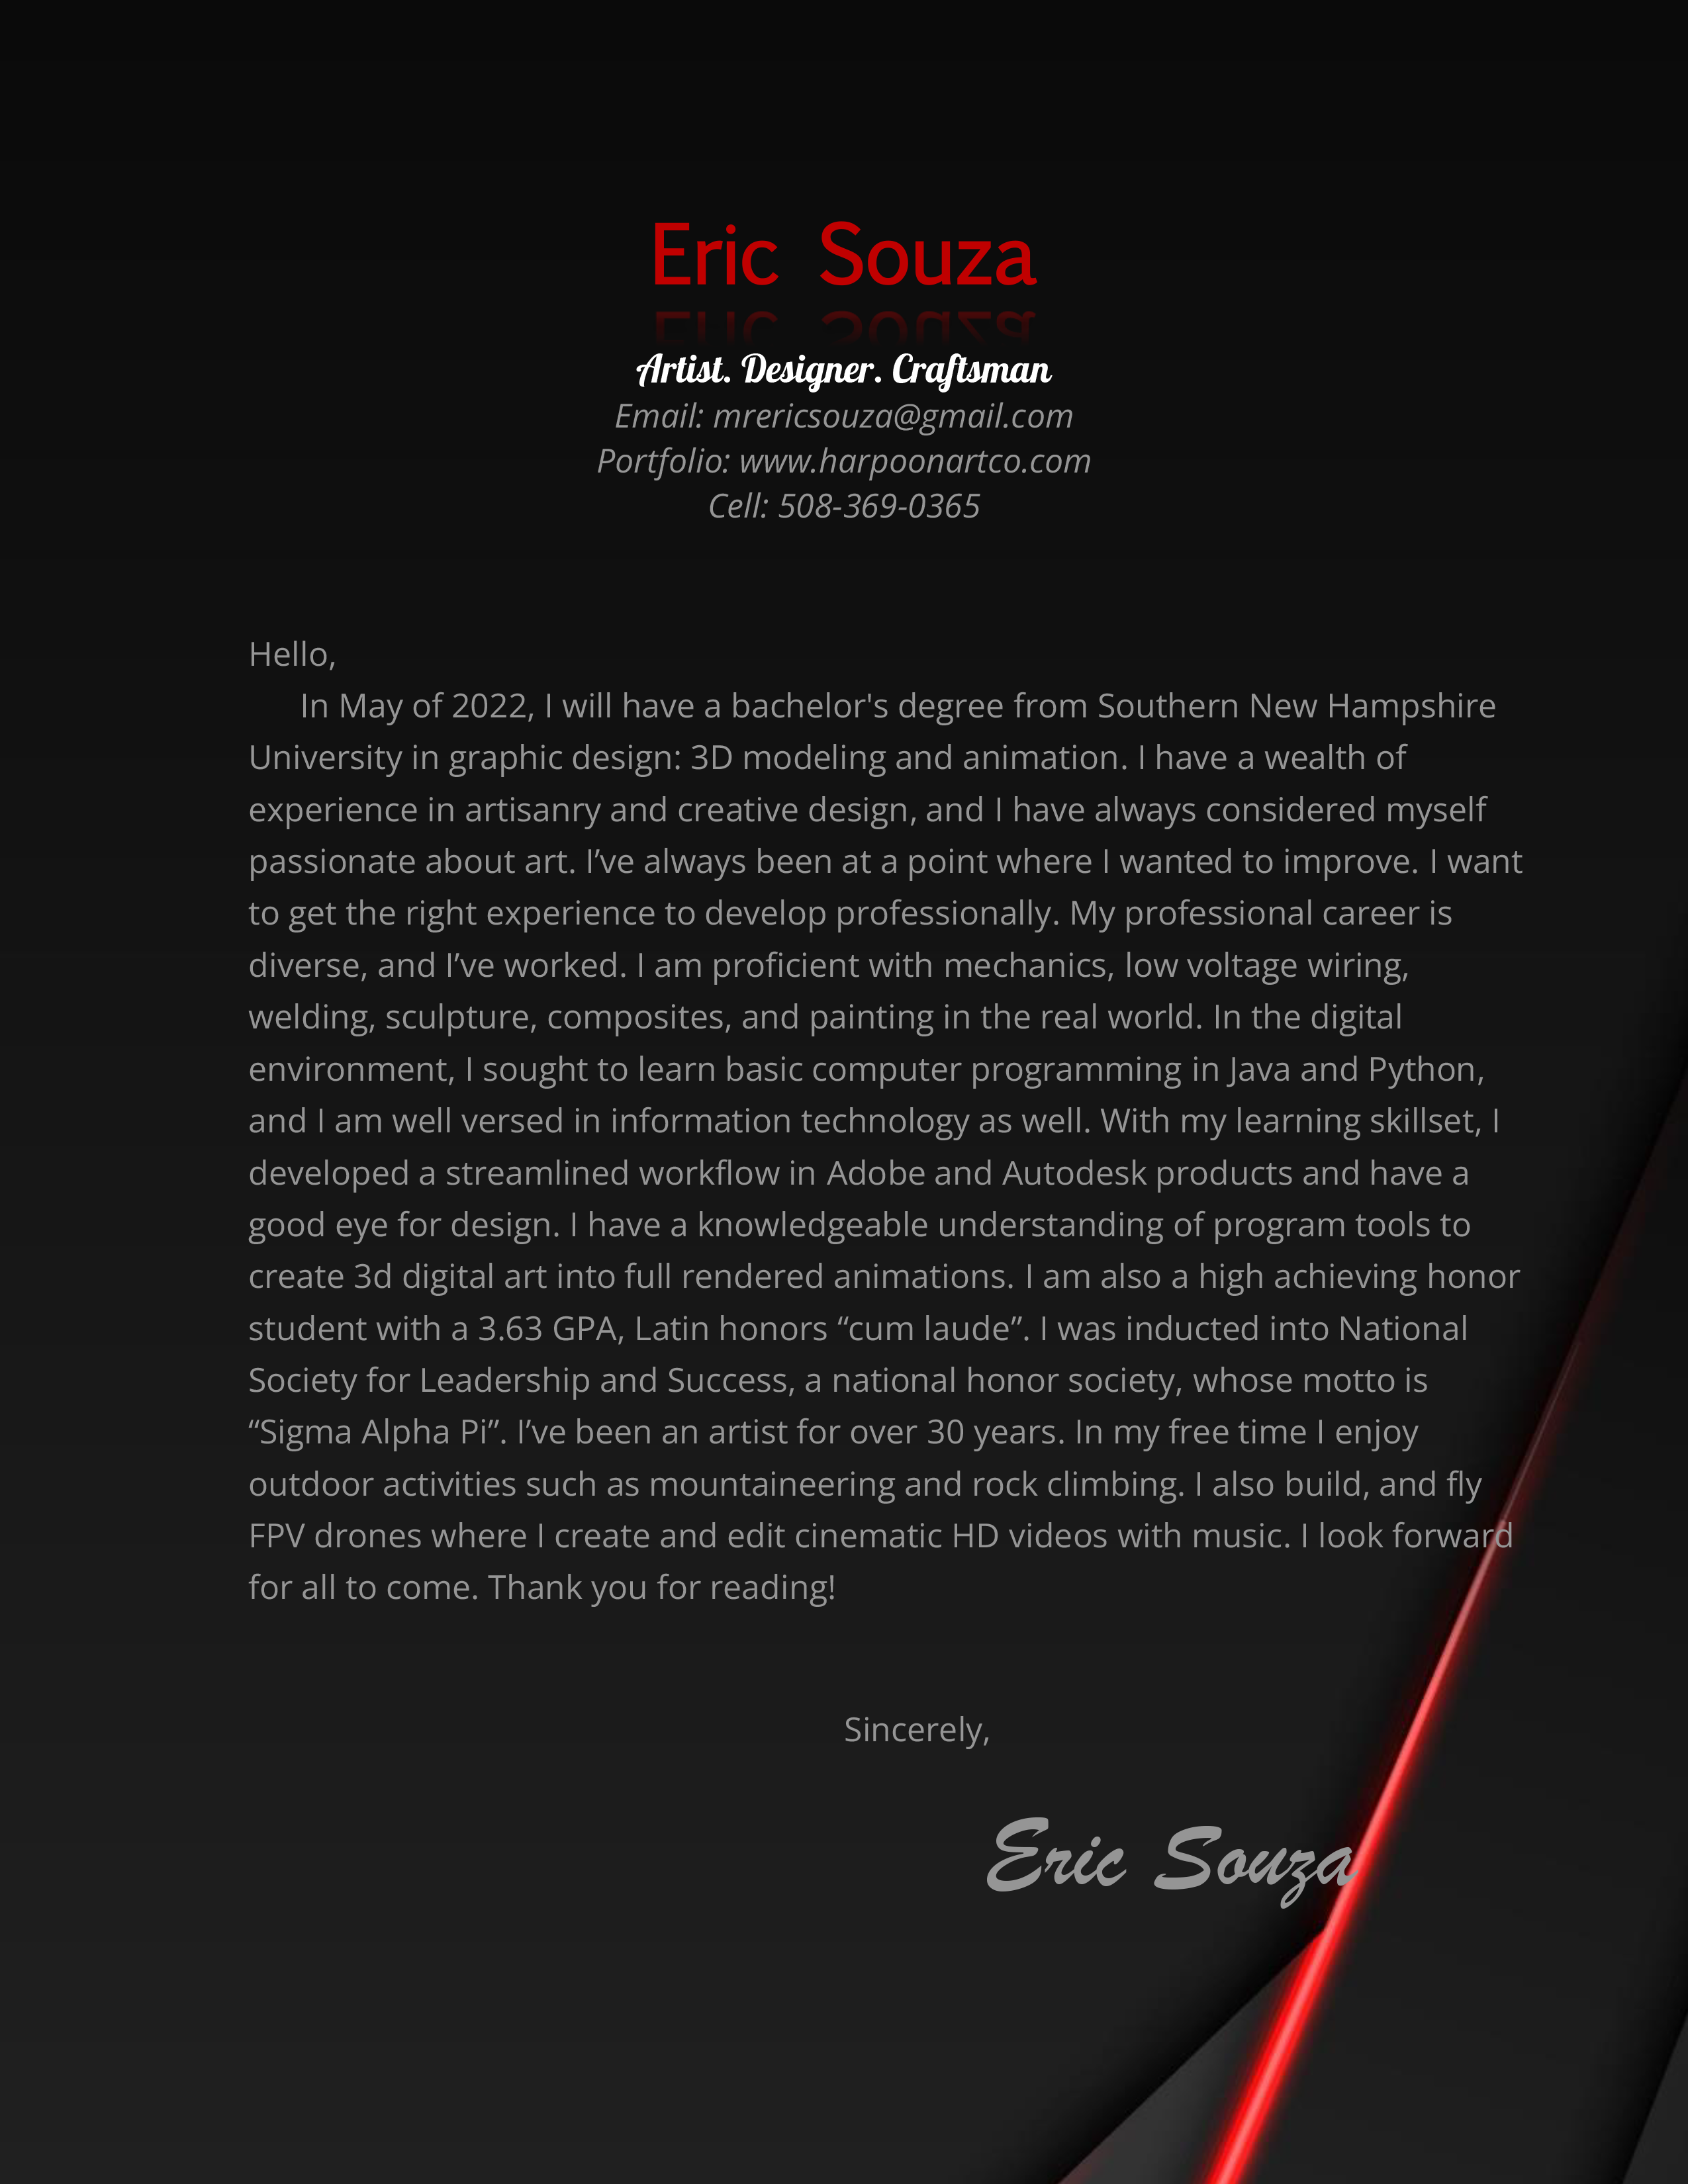 Eric Souza
Artist. Designer. Craftsman
Email: mrericsouza@gmail.com
Portfolio: www.harpoonartco.com
Cell: 508-369-0365
Hello,
In May of 2022, I will have a bachelor's degree from Southern New Hampshire
University in graphic design: 3D modeling and animation. I have a wealth of
experience in artisanry and creative design, and I have always considered myself
passionate about art. I’ve always been at a point where I wanted to improve. I want
to get the right experience to develop professionally. My professional career is
diverse, and I’ve worked. I am proficient with mechanics, low voltage wiring,
welding, sculpture, composites, and painting in the real world. In the digital
environment, I sought to learn basic computer programming in Java and Python,
and I am well versed in information technology as well. With my learning skillset, I
developed a streamlined workflow in Adobe and Autodesk products and have a
good eye for design. I have a knowledgeable understanding of program tools to
create 3d digital art into full rendered animations. I am also a high achieving honor
student with a 3.63 GPA, Latin honors “cum laude”. I was inducted into National
Society for Leadership and Success, a national honor society, whose motto is
“Sigma Alpha Pi”. I’ve been an artist for over 30 years. In my free time I enjoy
outdoor activities such as mountaineering and rock climbing. I also build, and fly
FPV drones where I create and edit cinematic HD videos with music. I look forward
for all to come. Thank you for reading!
Sincerely,
Eric Souza